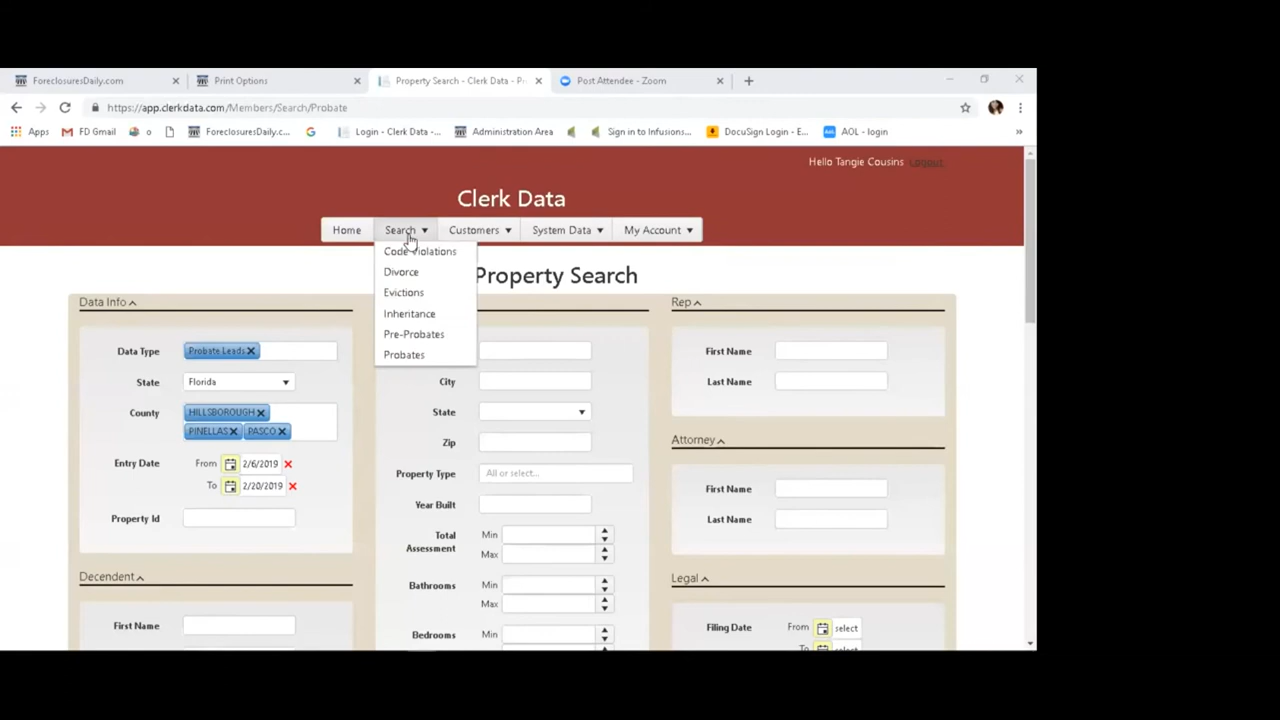 ForeclosuresDaily.com
Print Options
Property Search - Clerk Data - Pr
Post Attendee - Zoom
https://app.clerkdata.com/Members/Search/Probate
Apps
FD Gmail
o
ForeclosuresDaily.c...
Login - Clerk Data -...
Administration Area
Sign in to Infusions...
DocuSign Login - E...
AOL - login
»
Hello Tangie Cousins Logout
Clerk Data
Home Search Customers System Data My Account
Code Violations
Divorce
Evictions
Inheritance
Pre-Probates
Probates
Property Search
Data Info
Data Type Probate Leads
State Florida
County HILLSBOROUGH
PINELLAS PASCO
Entry Date From 2/6/2019
To 2/20/2019
Property Id
Decendent
First Name
City
State
Zip
Property Type All or select...
Year Built
Total Assessment Min
Max
Bathrooms Min
Max
Bedrooms Min
Rep
First Name
Last Name
Attorney
First Name
Last Name
Legal
Filing Date From select
To select